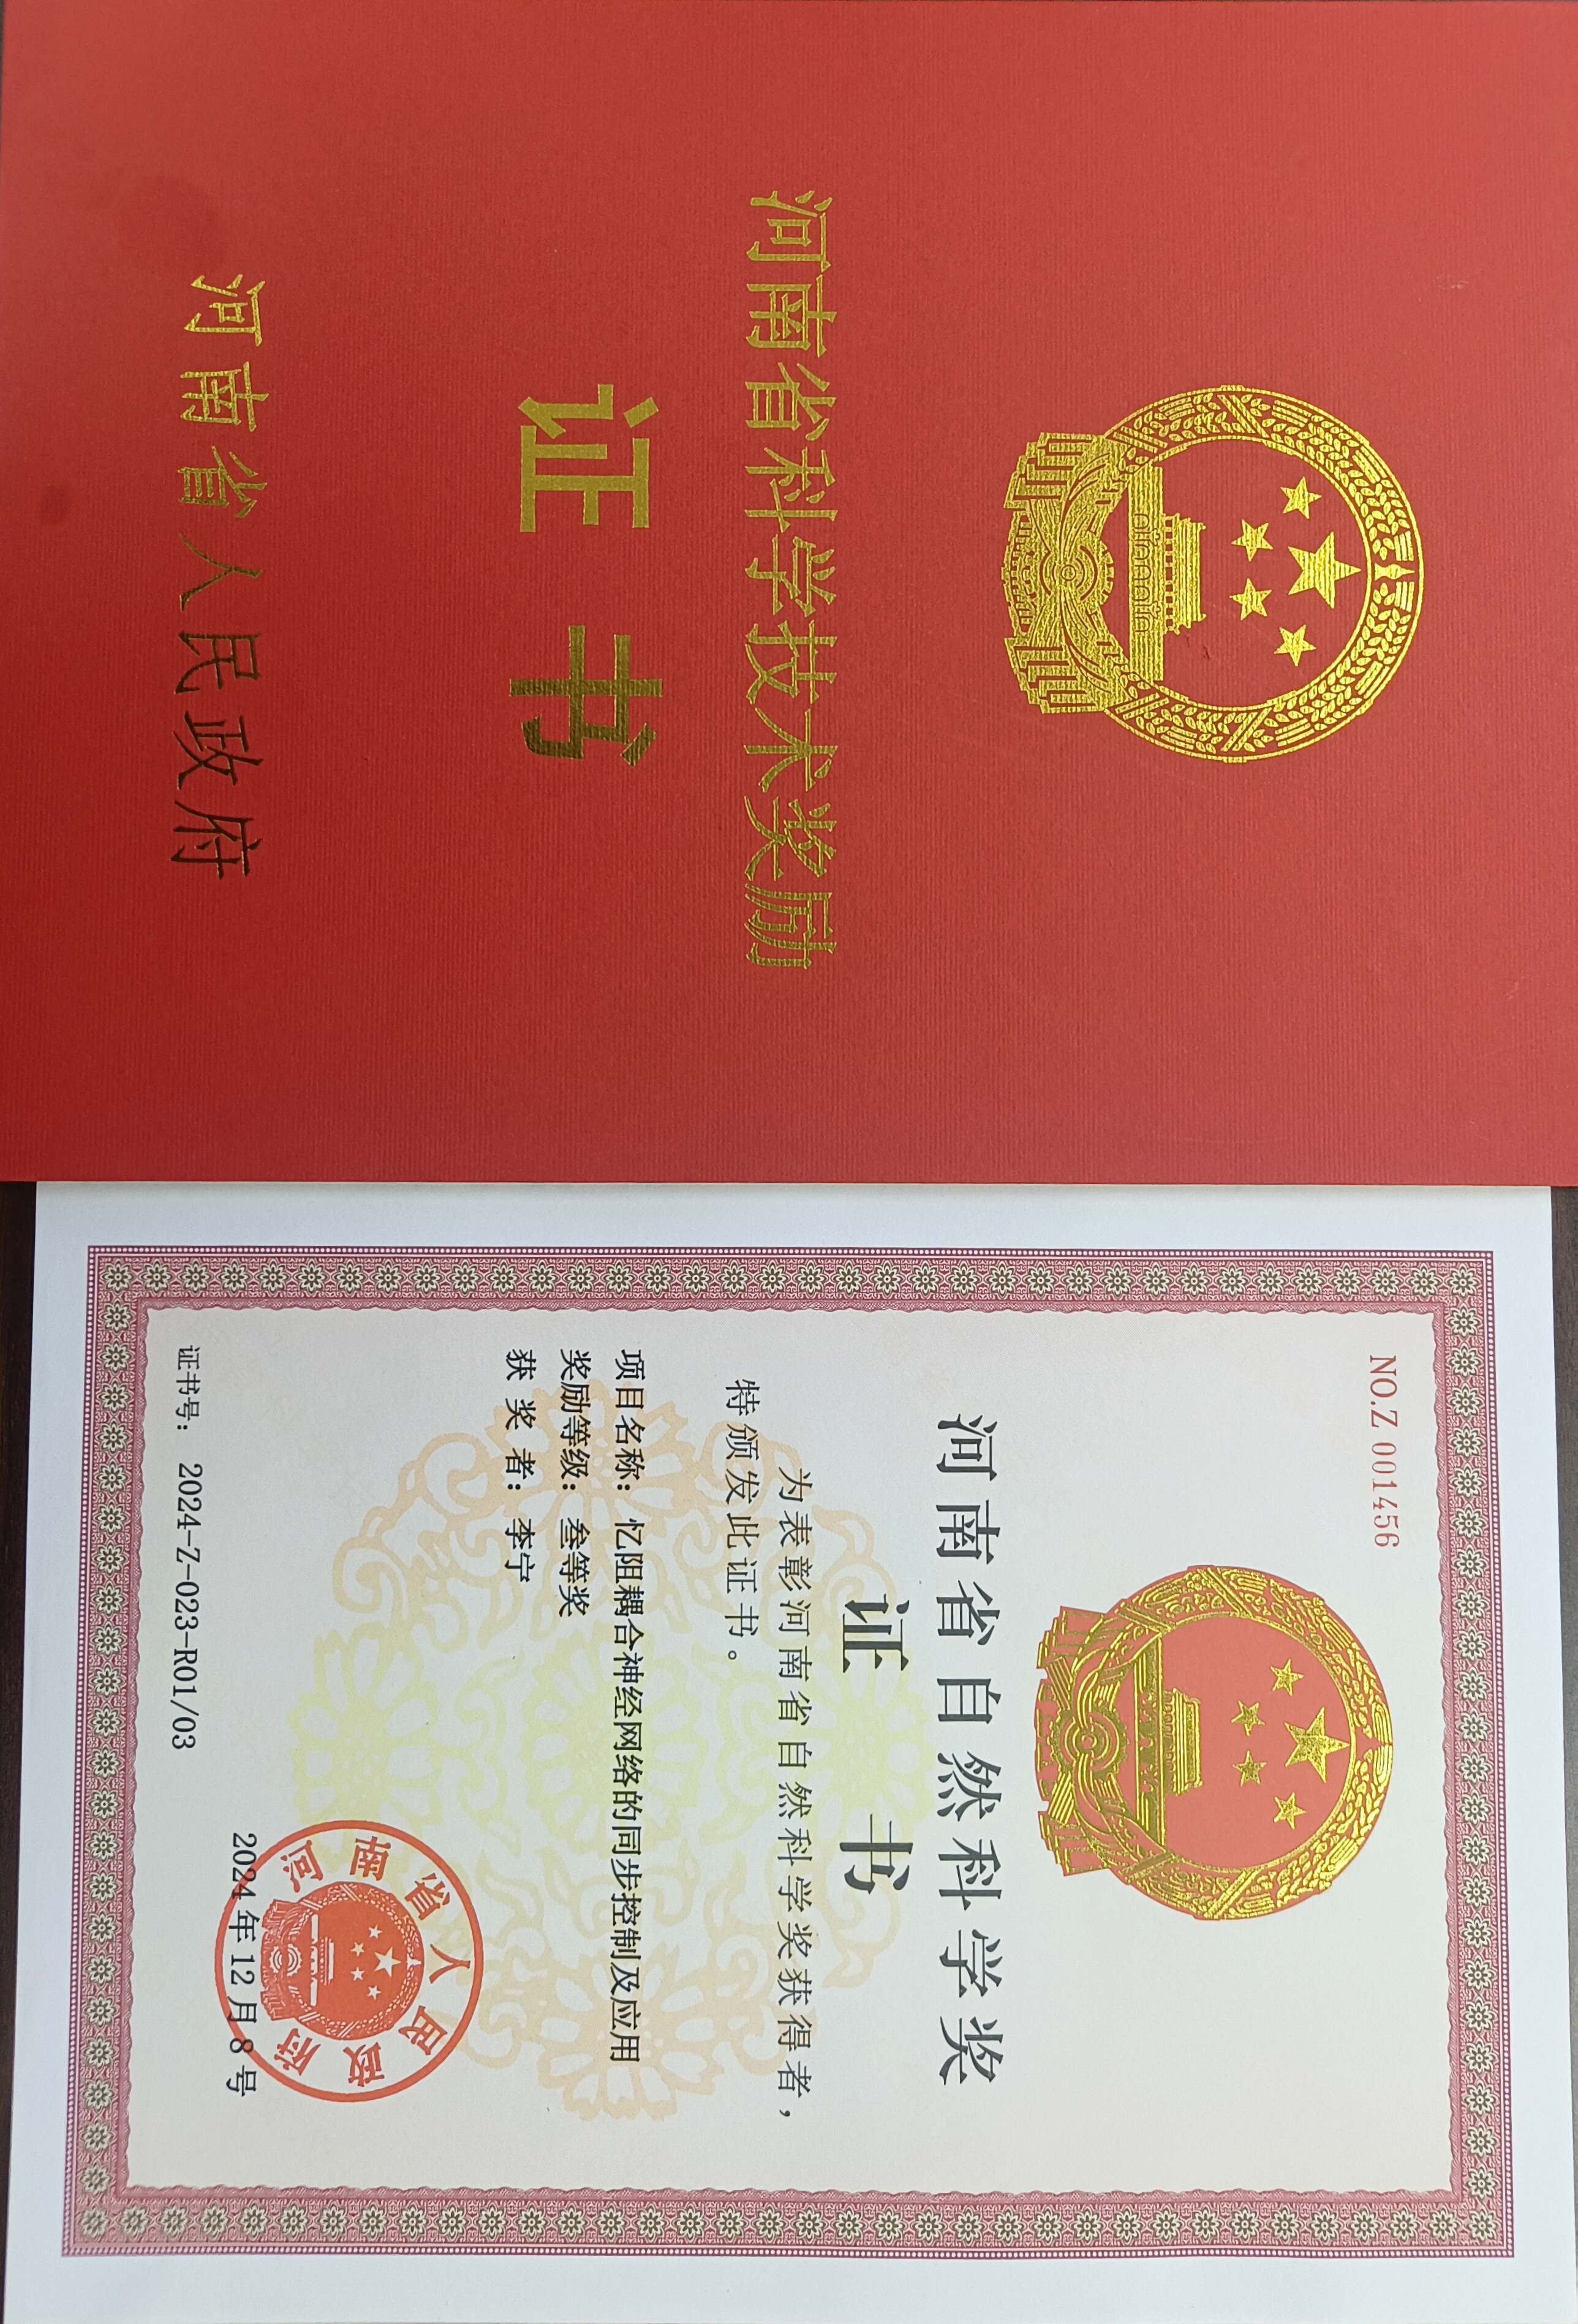 河南省科学技术奖励
证书
河南省人民政府
NO.Z 001456
河南省自然科学奖
证书
为表彰河南省自然科学奖获得者，
特颁发此证书。
项目名称：忆阻耦合神经网络的同步控制及应用
奖励等级：叁等奖
获奖者：李宁
河南省人民政府
2024年12月8号
证书号：2024-Z-023-R01/03